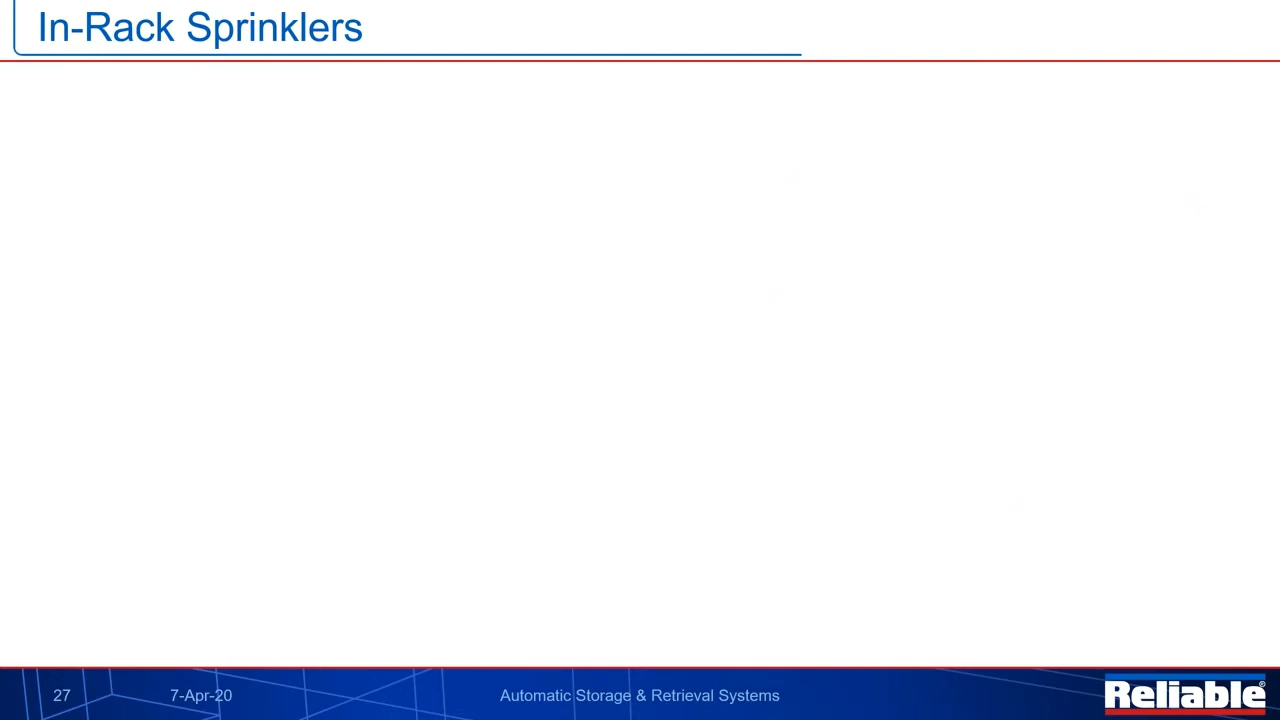 In-Rack Sprinklers
27
7-Apr-20
Automatic Storage & Retrieval Systems
Reliable®